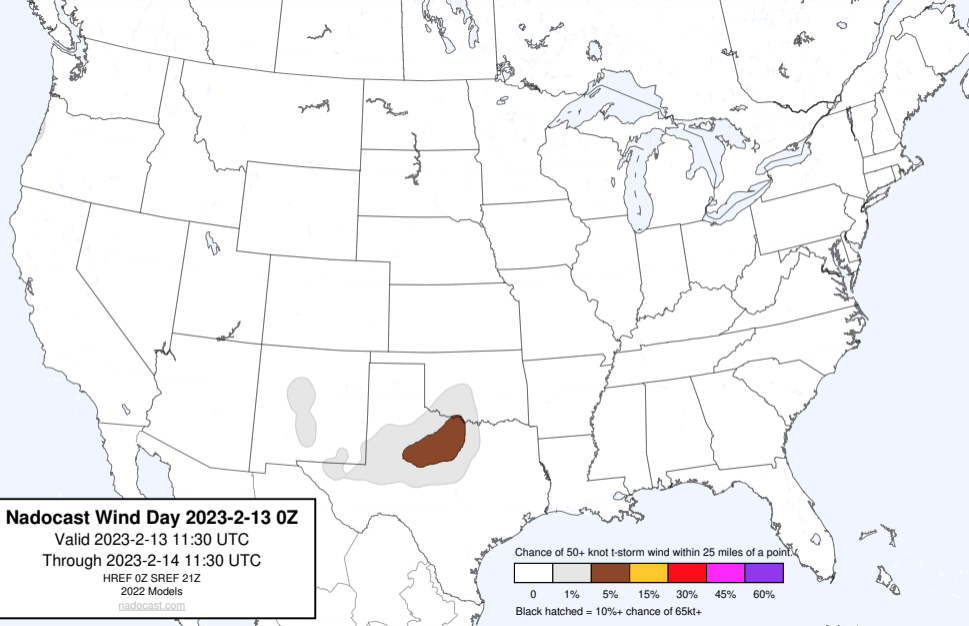 Nadocast Wind Day 2023-2-13 0Z
Valid 2023-2-13 11:30 UTC
Through 2023-2-14 11:30 UTC
HREF 0Z SREF 21Z
2022 Models
nadocast.com
Chance of 50+ knot t-storm wind within 25 miles of a point.
0 1% 5% 15% 30% 45% 60%
Black hatched = 10%+ chance of 65kt+